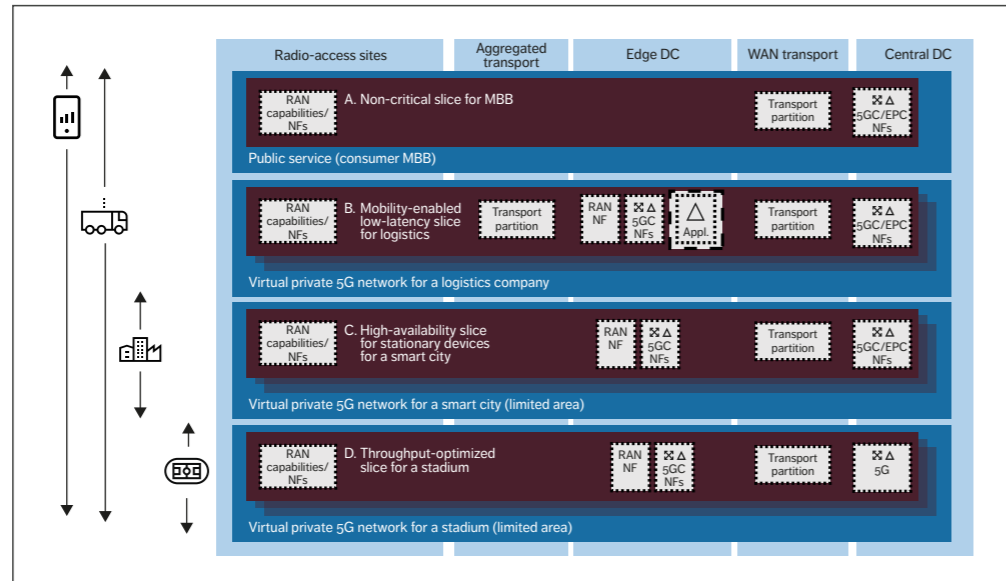 Radio-access sites
Aggregated
transport
Edge DC
WAN transport
Central DC
RAN
capabilities/
NFs
A. Non-critical slice for MBB
Transport
partition
5GC/EPC
NFs
Public service (consumer MBB)
RAN
capabilities/
NFs
B. Mobility-enabled
low-latency slice
for logistics
Transport
partition
RAN
NF
5GC
NFs
Appl.
Transport
partition
5GC/EPC
NFs
Virtual private 5G network for a logistics company
RAN
capabilities/
NFs
C. High-availability slice
for stationary devices
for a smart city
RAN
NF
5GC
NFs
Transport
partition
5GC/EPC
NFs
Virtual private 5G network for a smart city (limited area)
RAN
capabilities/
NFs
D. Throughput-optimized
slice for a stadium
RAN
NF
5GC
NFs
Transport
partition
5G
Virtual private 5G network for a stadium (limited area)